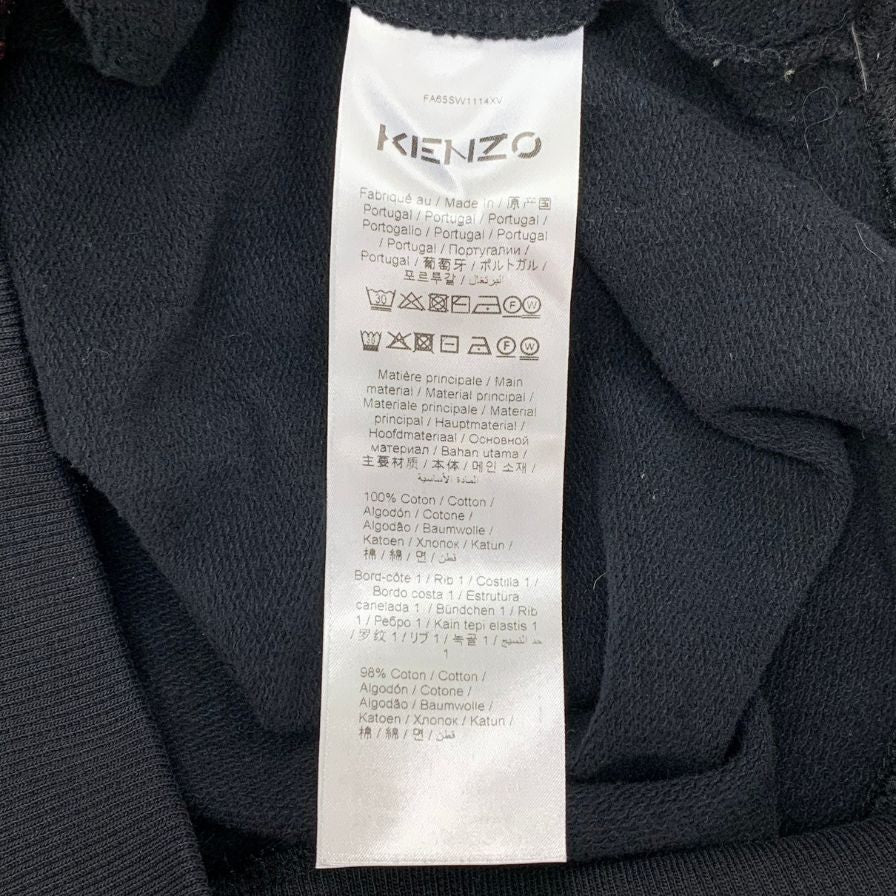 FA65SW1114XV
KENZO
Fabriqué au / Made in / 原产国
Portugal / Portugal / Portugal /
Portogallo / Portugal / Portugal
/ Portugal / Португалии /
Portugal / 葡萄牙 / ポルトガル /
포르투갈 / البرتغال
30
30
Matière principale / Main
material / Material principal /
Materiale principale / Material
principal / Hauptmaterial /
Hoofdmateriaal / Основной
материал / Bahan utama /
主要材质 / 本体 / 메인 소재 /
المادة الأساسية
100% Coton / Cotton /
Algodón / Cotone /
Algodão / Baumwolle /
Katoen / Хлопок / Katun /
棉 / 綿 / 면 / قطن
Bord-côte 1 / Rib 1 / Costilla 1 /
Bordo costa 1 / Estrutura
canelada 1 / Bündchen 1 / Rib
1 / Ребро 1 / Kain tepi elastis 1
/ 罗纹 1 / リブ 1 / 녹골 1 / حد النسيج
1
98% Coton / Cotton /
Algodón / Cotone /
Algodão / Baumwolle /
Katoen / Хлопок / Katun /
棉 / 綿 / 면 / قطن